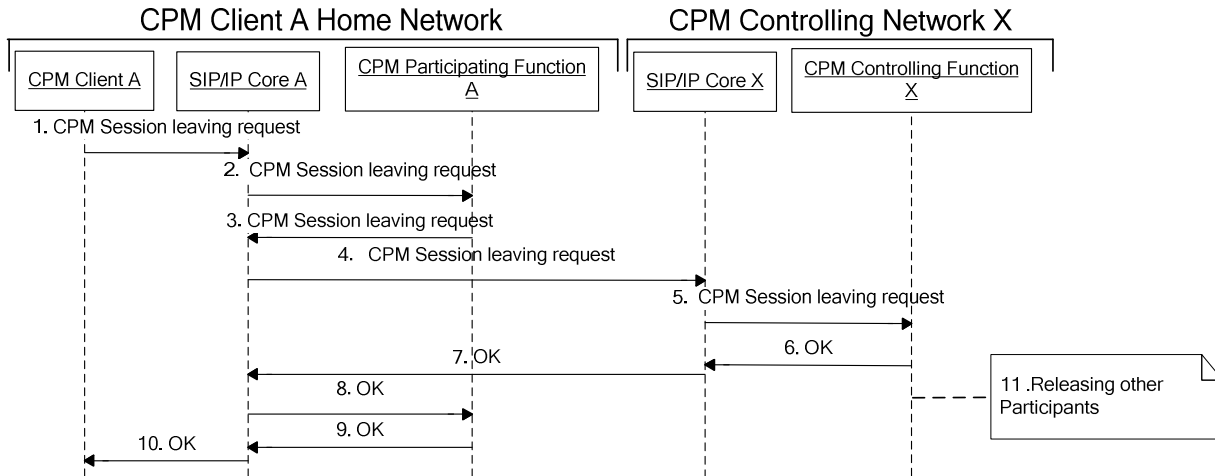 CPM Client A Home Network
CPM Controlling Network X
CPM Client A
SIP/IP Core A
CPM Participating Function
A
SIP/IP Core X
CPM Controlling Function
X
1. CPM Session leaving request
2. CPM Session leaving request
3. CPM Session leaving request
4. CPM Session leaving request
5. CPM Session leaving request
6. OK
7. OK
8. OK
9. OK
10. OK
11 .Releasing other
Participants